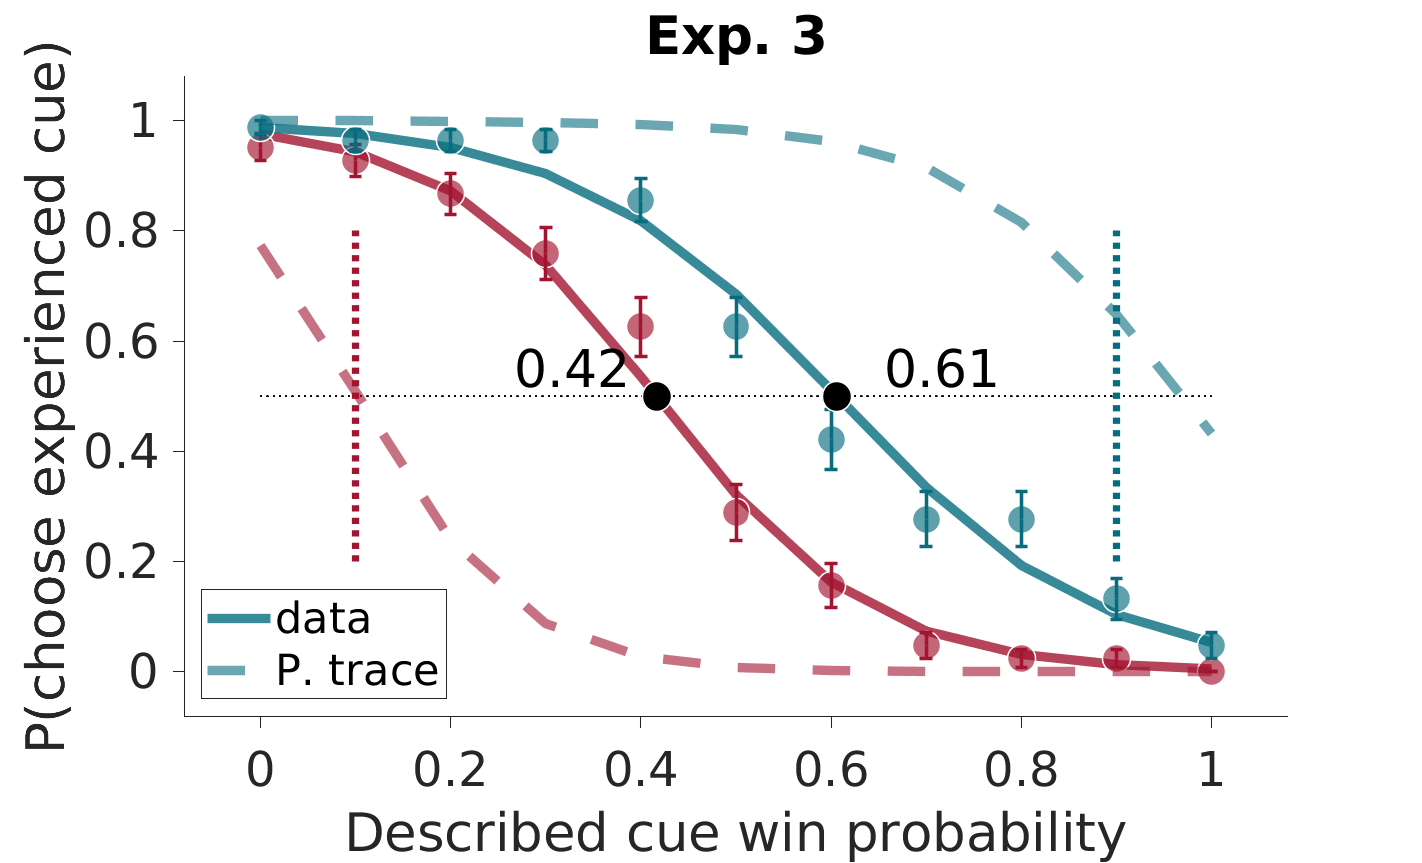 Exp. 3
P(choose experienced cue)
1
0.8
0.6
0.4
0.2
0
0.42
0.61
data
P. trace
0 0.2 0.4 0.6 0.8 1
Described cue win probability